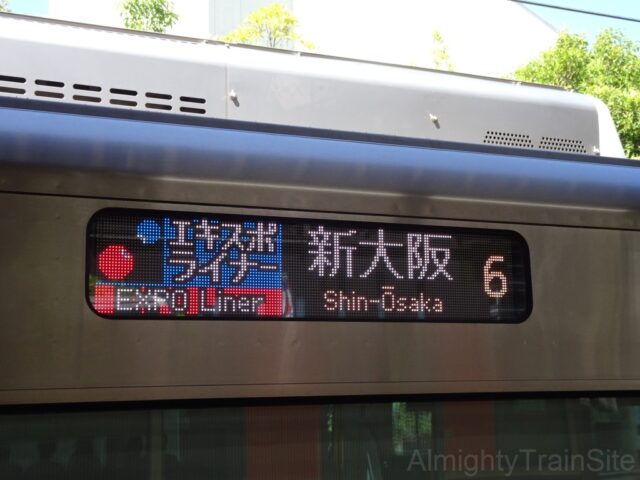 エキスポ
ライナー
EXPO Liner
新大阪
Shin-Ōsaka
6
AlmightyTrainSite